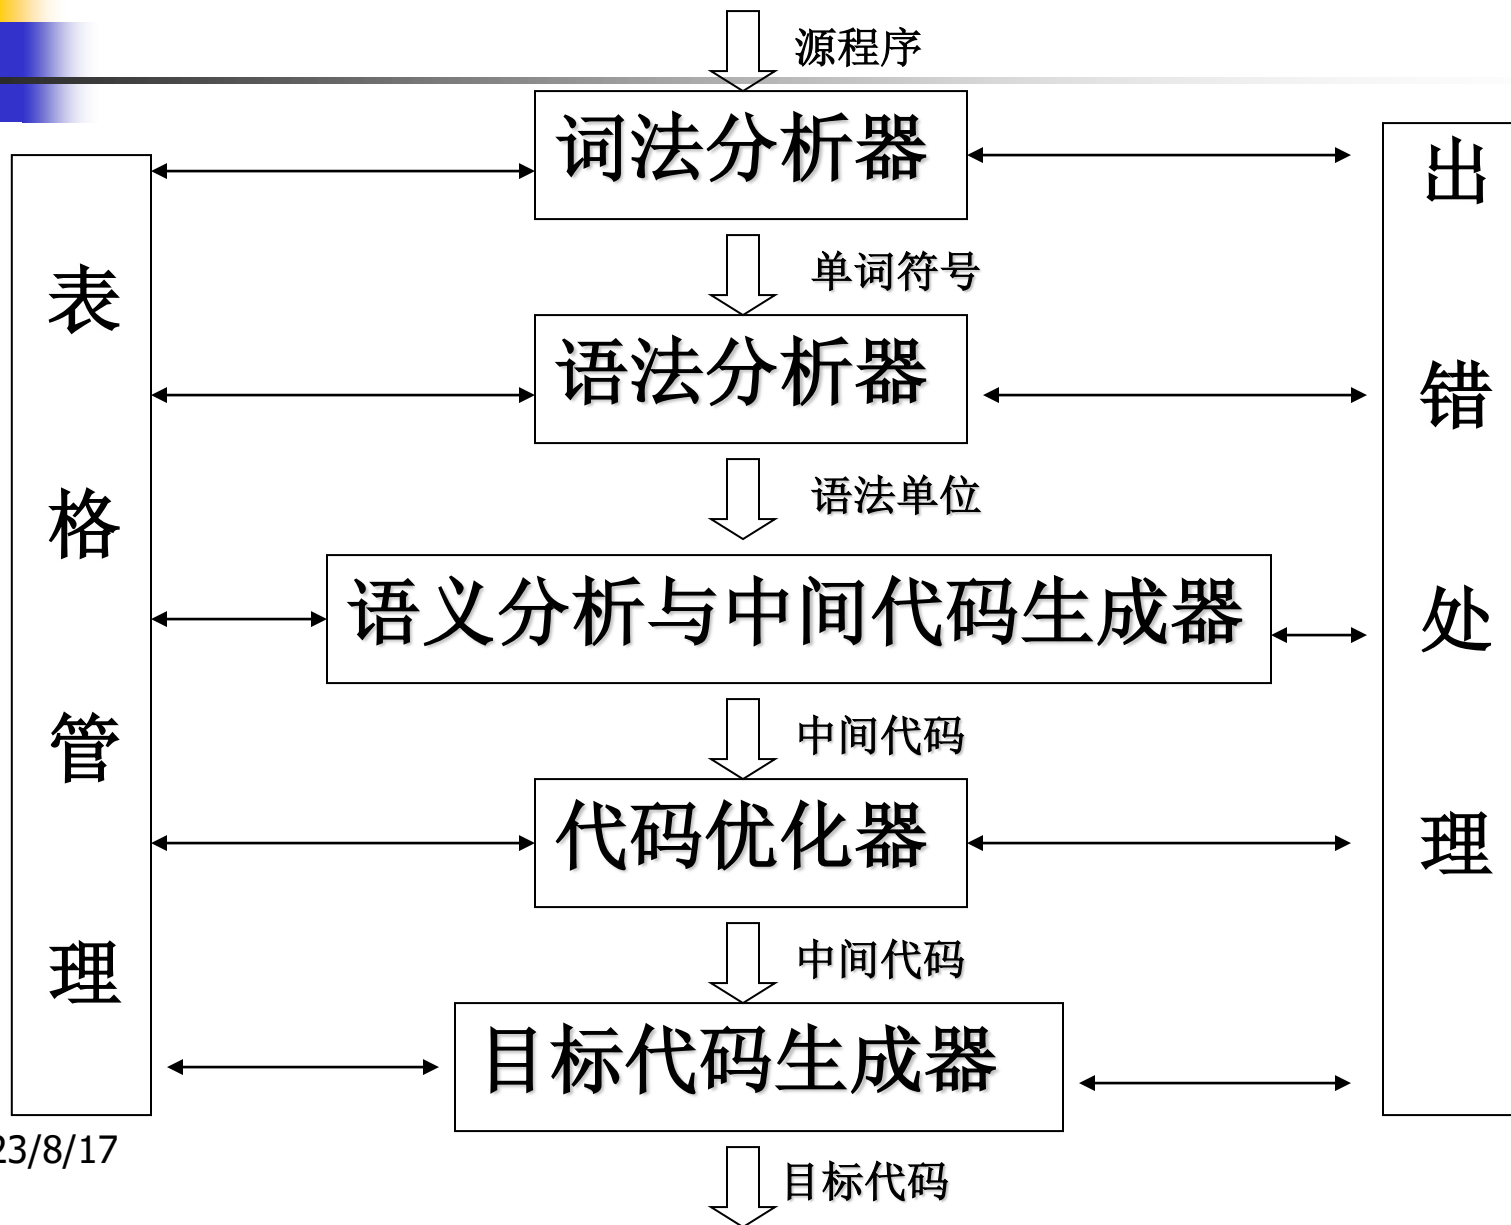 源程序
词法分析器
单词符号
语法分析器
语法单位
语义分析与中间代码生成器
中间代码
代码优化器
中间代码
目标代码生成器
目标代码
表
格
管
理
出
错
处
理
23/8/17